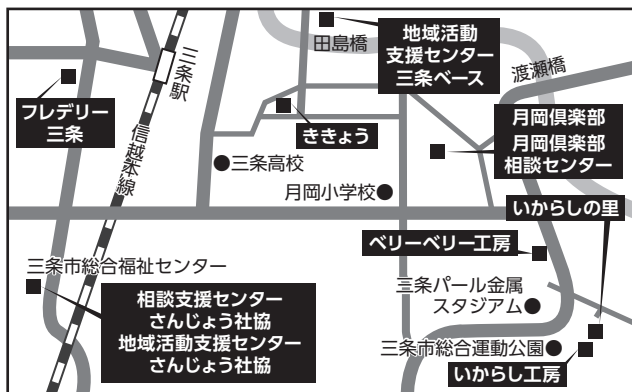 地域活動
支援センター
三条ベース
田島橋
渡瀬橋
三条駅
フレデリー
三条
信越本線
ききょう
月岡倶楽部
月岡倶楽部
相談センター
三条高校
月岡小学校
いからしの里
ベリーベリー工房
三条市総合福祉センター
相談支援センター
さんじょう社協
地域活動支援センター
さんじょう社協
三条パール金属
スタジアム
三条市総合運動公園
いからし工房